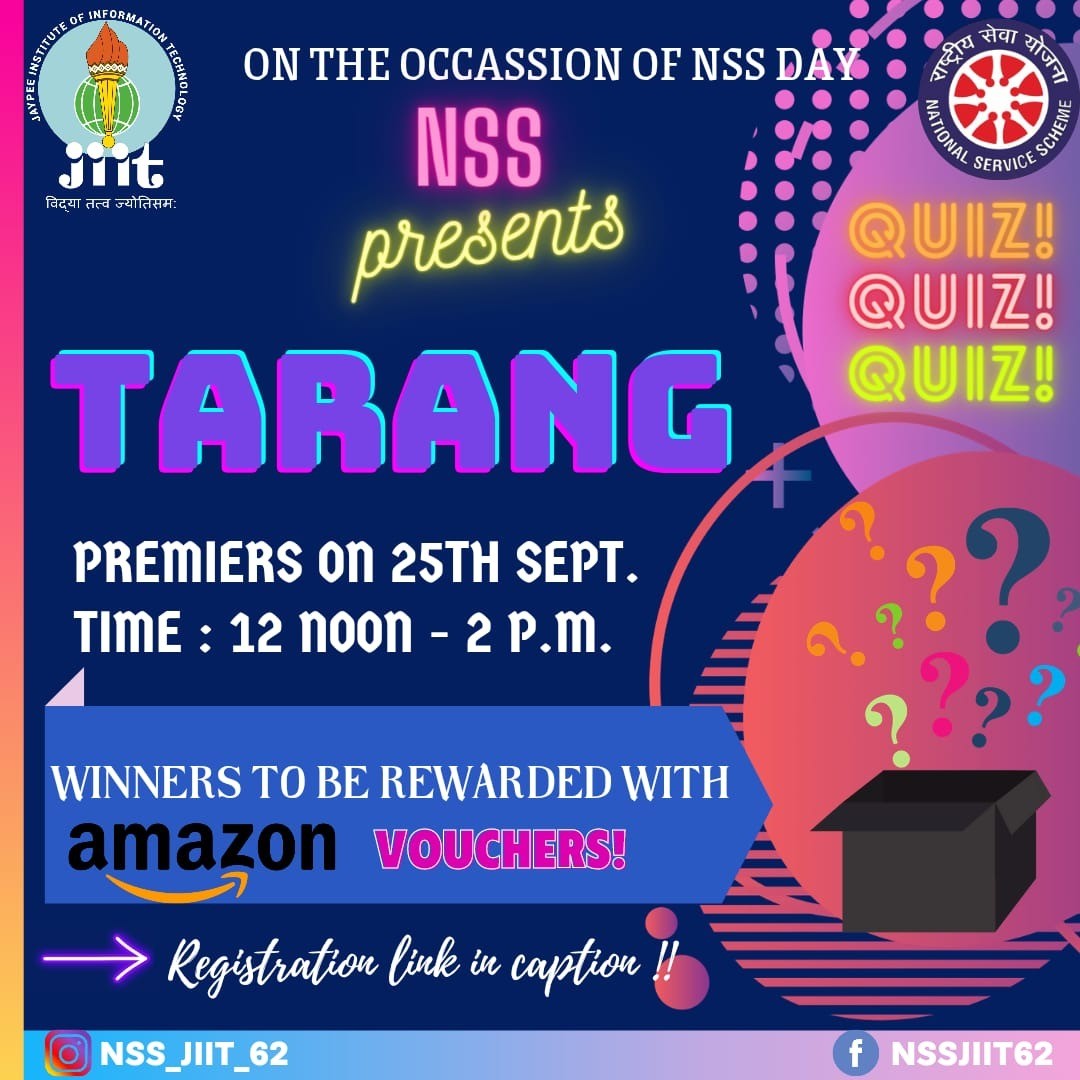 JAYPEE INSTITUTE OF INFORMATION TECHNOLOGY
jiit
विद्या तत्व ज्योतिसम:
ON THE OCCASSION OF NSS DAY
NSS
presents
राष्ट्रीय सेवा योजना
NATIONAL SERVICE SCHEME
QUIZ!
QUIZ!
QUIZ!
TARANG
PREMIERS ON 25TH SEPT.
TIME : 12 NOON - 2 P.M.
WINNERS TO BE REWARDED WITH
amazon VOUCHERS!
Registration link in caption !!
NSS_JIIT_62
f NSSJIIT62